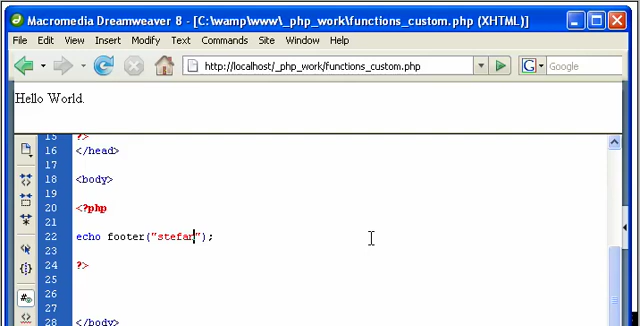 Macromedia Dreamweaver 8 - [C:\wamp\www\_php_work\functions_custom.php (XHTML)]
File Edit View Insert Modify Text Commands Site Window Help
http://localhost/_php_work/functions_custom.php
G Google
Hello World.
15 ?>
16 </head>
17
18 <body>
19
20 <?php
21
22 echo footer("stefan");
23
24 ?>
25
26
27
28 </body>